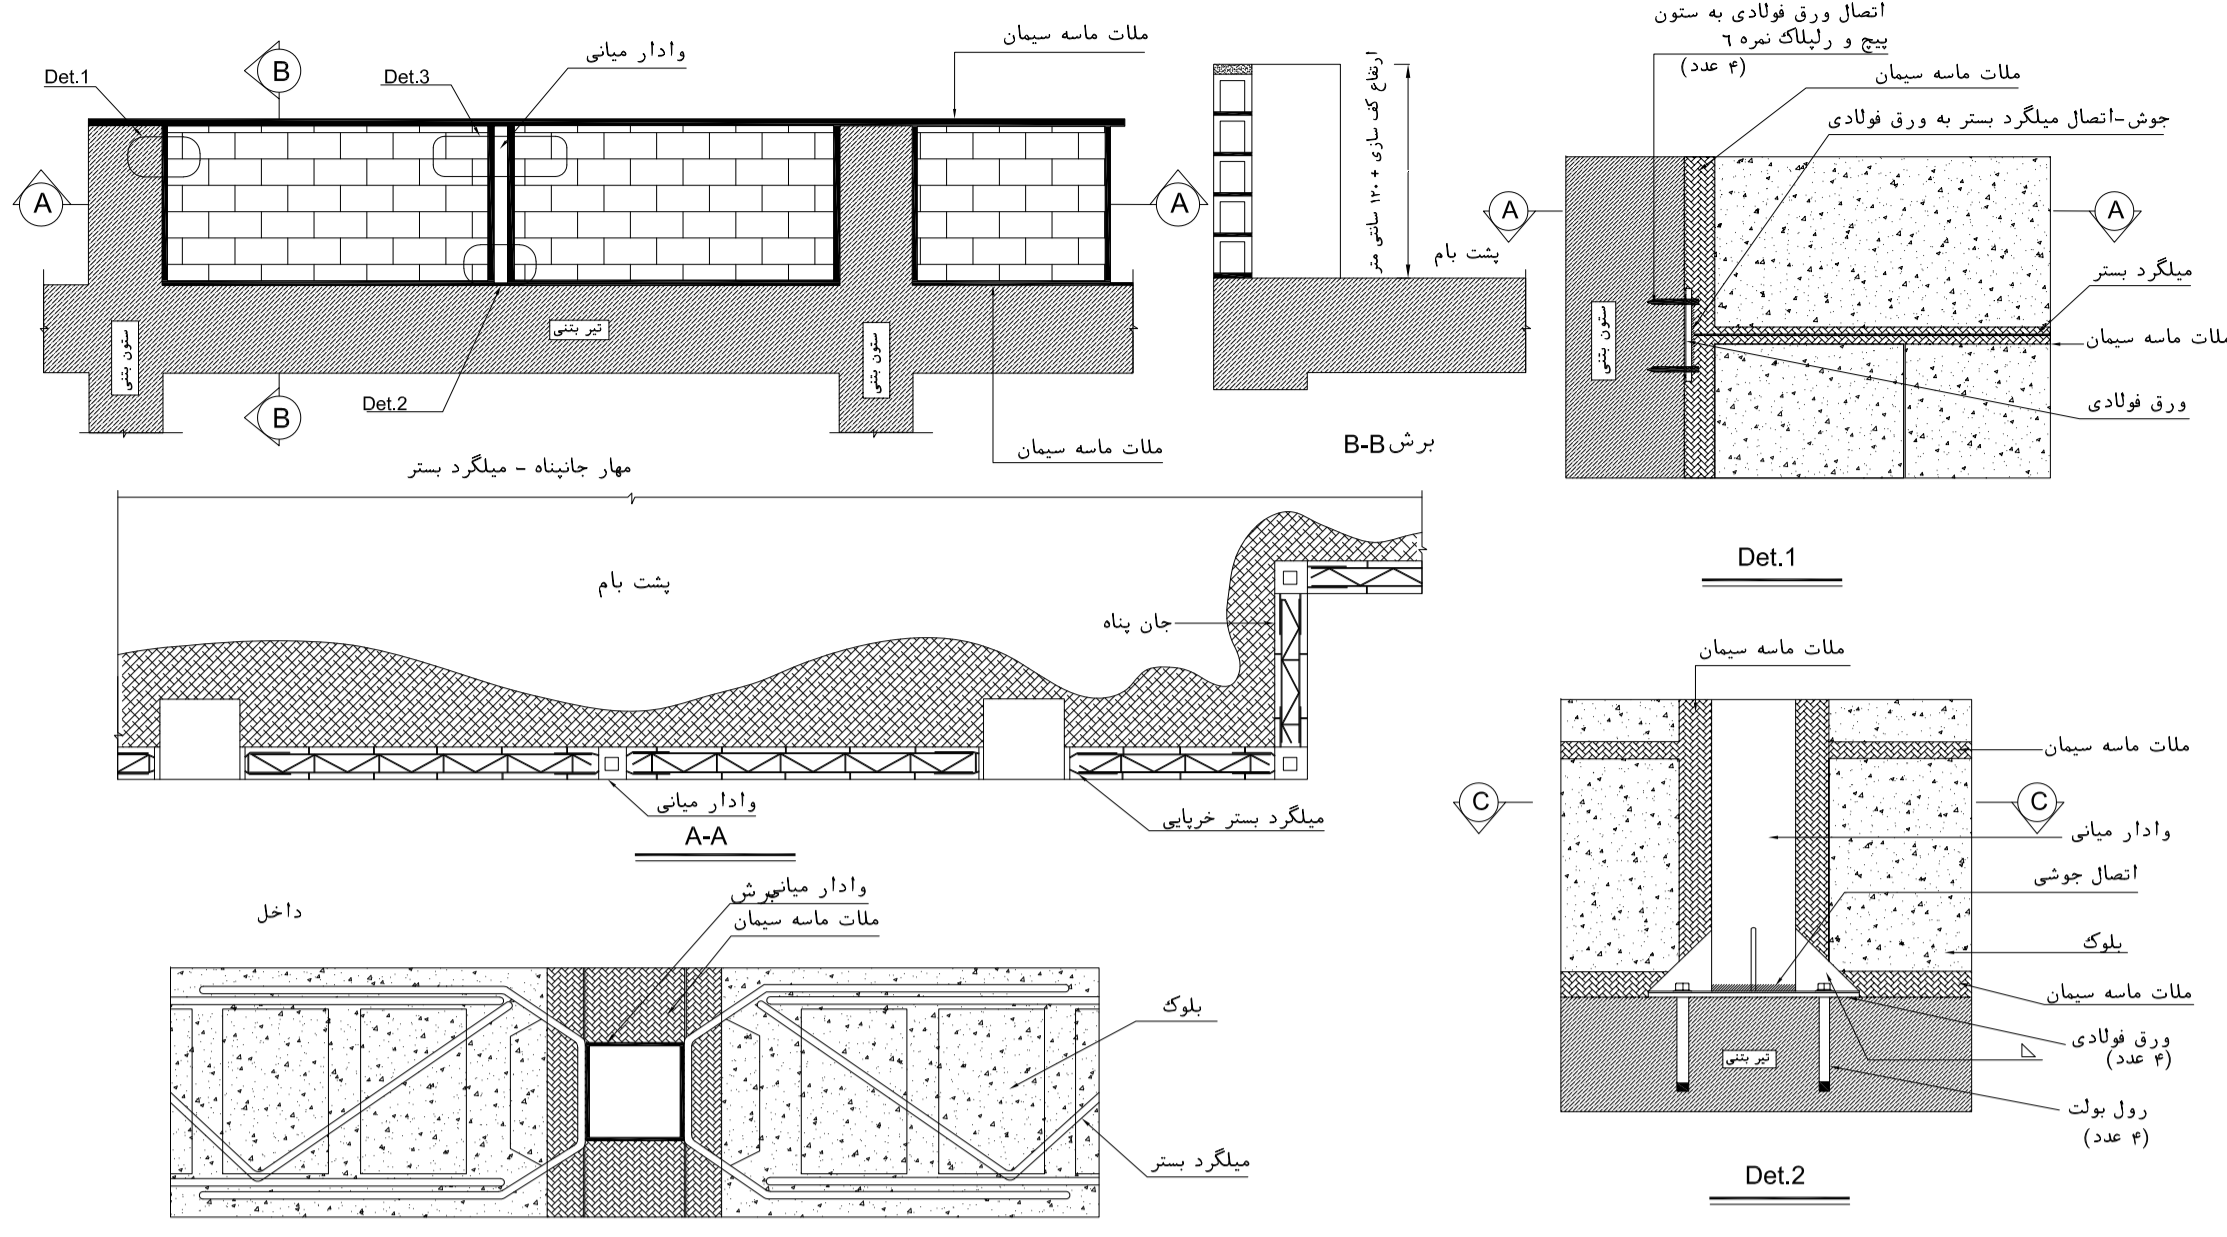 Det.1
B
Det.3
وادار میانی
ملات ماسه سیمان
A
A
ستون بتنی
تیر بتنی
ستون بتنی
B
Det.2
ملات ماسه سیمان
مهار جانپناه - میلگرد بستر
ارتفاع کف سازی + ۱۲۰ سانتی متر
پشت بام
برش B-B
اتصال ورق فولادی به ستون
پیچ و رلپلاک نمره ٦
(۴ عدد)
ملات ماسه سیمان
جوش-اتصال میلگرد بستر به ورق فولادی
A
A
ستون بتنی
میلگرد بستر
ملات ماسه سیمان
ورق فولادی
Det.1
پشت بام
جان پناه
وادار میانی
میلگرد بستر خرپایی
A-A
برش
وادار میانی
ملات ماسه سیمان
داخل
بلوک
میلگرد بستر
ملات ماسه سیمان
ملات ماسه سیمان
C
C
وادار میانی
اتصال جوشی
بلوک
ملات ماسه سیمان
ورق فولادی
(۴ عدد)
تیر بتنی
رول بولت
(۴ عدد)
Det.2